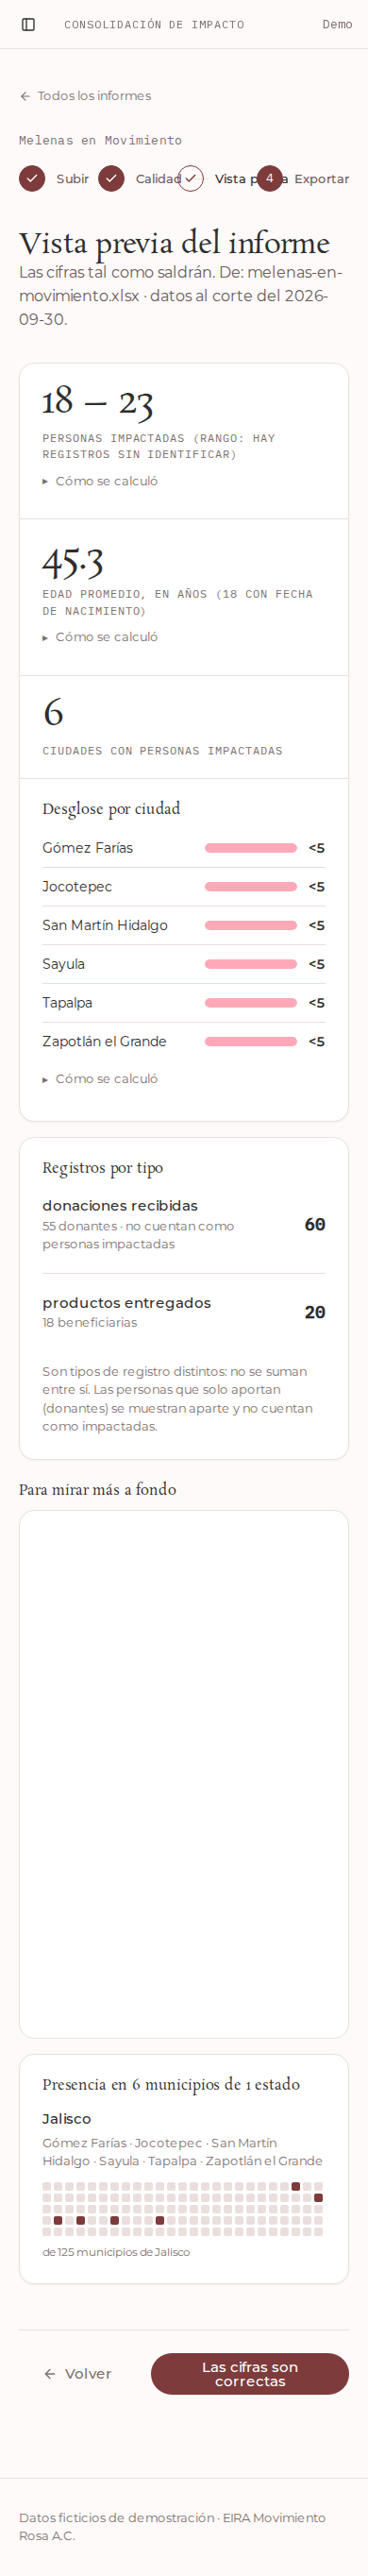 CONSOLIDACIÓN DE IMPACTO Demo
← Todos los informes
Melenas en Movimiento
Subir Calidad Vista 4 Exportar
Vista previa del informe
Las cifras tal como saldrán. De: melenas-en-
movimiento.xlsx · datos al corte del 2026-
09-30.
18 – 23
PERSONAS IMPACTADAS (RANGO: HAY
REGISTROS SIN IDENTIFICAR)
▸ Cómo se calculó
45.3
EDAD PROMEDIO, EN AÑOS (18 CON FECHA
DE NACIMIENTO)
▸ Cómo se calculó
6
CIUDADES CON PERSONAS IMPACTADAS
Desglose por ciudad
Gómez Farías <5
Jocotepec <5
San Martín Hidalgo <5
Sayula <5
Tapalpa <5
Zapotlán el Grande <5
▸ Cómo se calculó
Registros por tipo
donaciones recibidas
55 donantes · no cuentan como
personas impactadas
60
productos entregados
18 beneficiarias
20
Son tipos de registro distintos: no se suman
entre sí. Las personas que solo aportan
(donantes) se muestran aparte y no cuentan
como impactadas.
Para mirar más a fondo
Presencia en 6 municipios de 1 estado
Jalisco
Gómez Farías · Jocotepec · San Martín
Hidalgo · Sayula · Tapalpa · Zapotlán el Grande
de 125 municipios de Jalisco
← Volver
Las cifras son
correctas
Datos ficticios de demostración · EIRA Movimiento
Rosa A.C.